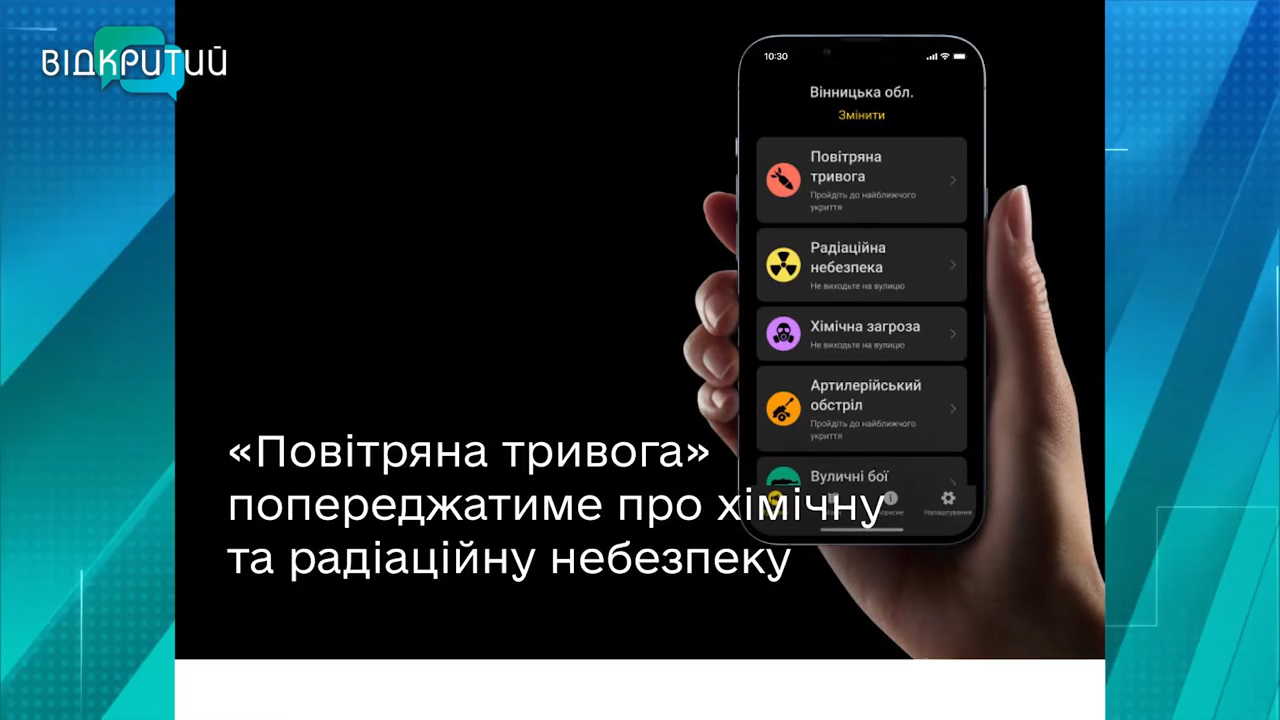 ВІДКРИТИЙ
10:30
Вінницька обл.
Змінити
Повітряна
тривога
Пройдіть до найближчого
укриття
Радіаційна
небезпека
Не виходьте на вулицю
Хімічна загроза
Не виходьте на вулицю
Артилерійський
обстріл
Пройдіть до найближчого
укриття
Вуличні бої
Налаштування
«Повітряна тривога»
попереджатиме про хімічну
та радіаційну небезпеку